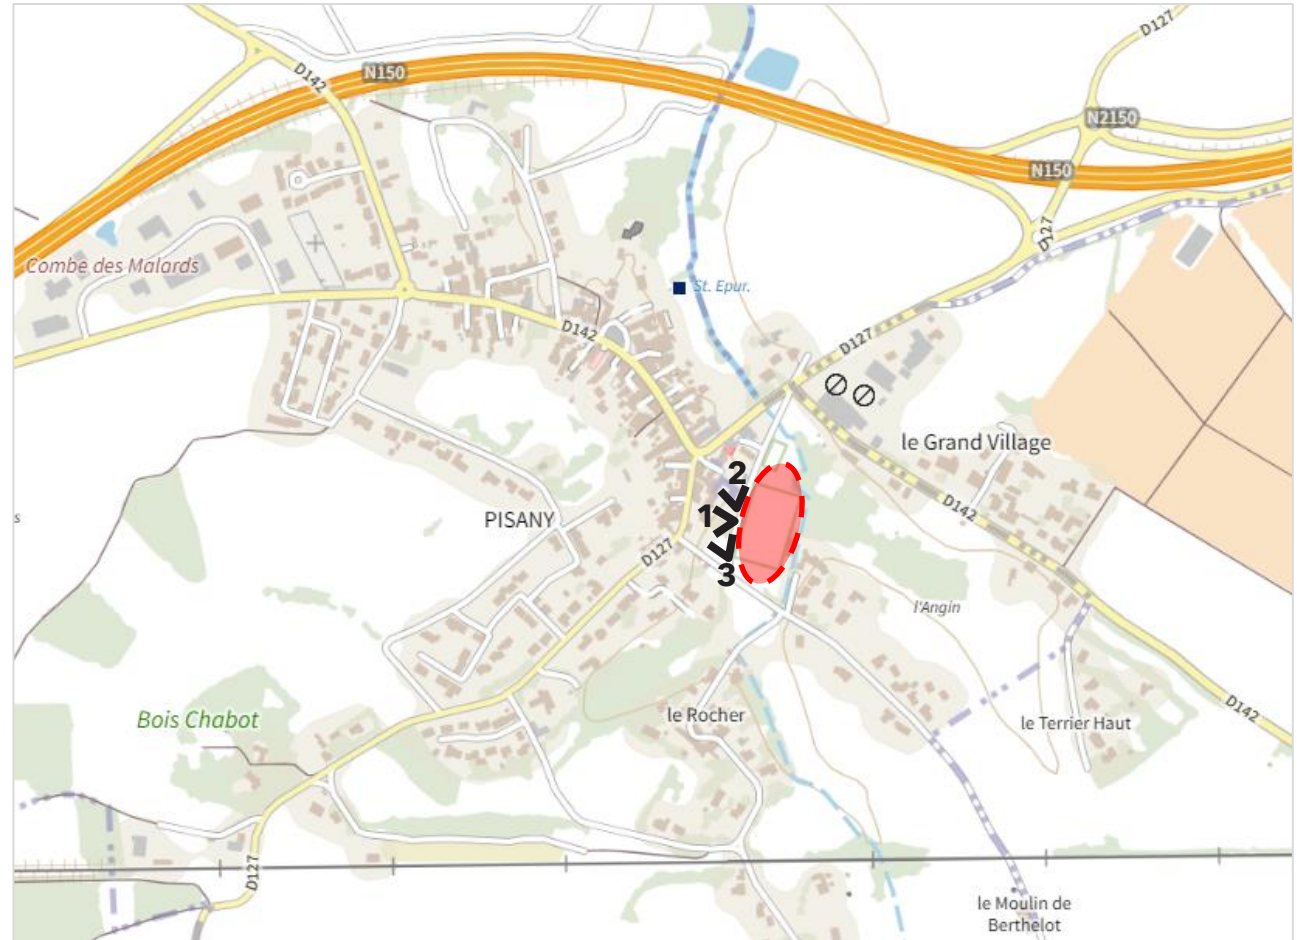 D127
D142
N150
N2150
N150
D127
Combe des Malards
St. Epur.
D142
D127
le Grand Village
2
PISANY
1
D142
D127
3
l'Angin
Bois Chabot
le Rocher
le Terrier Haut
D142
D127
le Moulin de
Berthelot
s